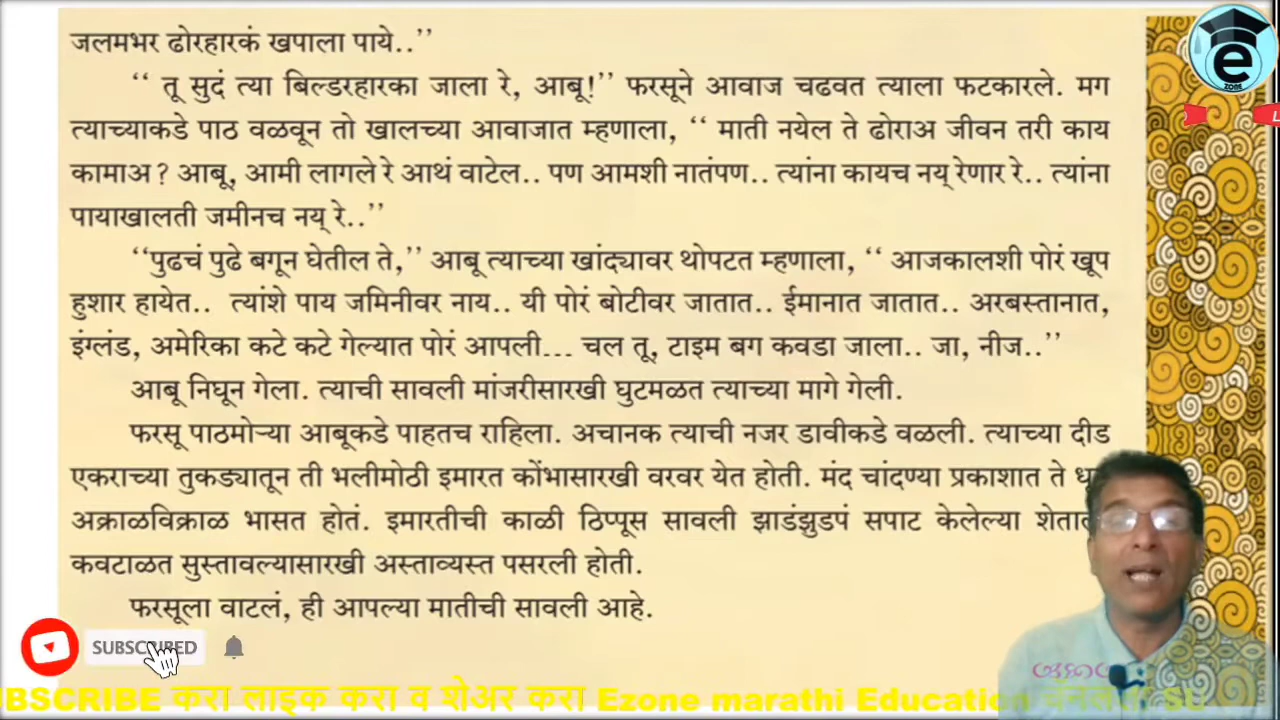 जलमभर ढोरहारकं खपाला पाये..’’
‘‘ तू सुदं त्या बिल्डरहारका जाला रे, आबू!’’ फरसूने आवाज चढवत त्याला फटकारले. मग
त्याच्याकडे पाठ वळवून तो खालच्या आवाजात म्हणाला, ‘‘ माती नयेल ते ढोराअ जीवन तरी काय
कामाअ? आबू, आमी लागले रे आथं वाटेल.. पण आमशी नातंपण.. त्यांना कायच नय् रेणार रे.. त्यांना
पायाखालती जमीनच नय् रे..’’
‘‘पुढचं पुढे बगून घेतील ते,’’ आबू त्याच्या खांद्यावर थोपटत म्हणाला, ‘‘ आजकालशी पोरं खूप
हुशार हायेत.. त्यांशे पाय जमिनीवर नाय.. यी पोरं बोटीवर जातात.. ईमानात जातात.. अरबस्तानात,
इंग्लंड, अमेरिका कटे कटे गेल्यात पोरं आपली... चल तू, टाइम बग कवडा जाला.. जा, नीज..’’
आबू निघून गेला. त्याची सावली मांजरीसारखी घुटमळत त्याच्या मागे गेली.
फरसू पाठमोऱ्या आबूकडे पाहतच राहिला. अचानक त्याची नजर डावीकडे वळली. त्याच्या दीड
एकराच्या तुकड्यातून ती भलीमोठी इमारत कोंभासारखी वरवर येत होती. मंद चांदण्या प्रकाशात ते
अक्राळविक्राळ भासत होतं. इमारतीची काळी ठिप्पूस सावली झाडंझुडपं सपाट केलेल्या
कवटाळत सुस्तावल्यासारखी अस्ताव्यस्त पसरली होती.
फरसूला वाटलं, ही आपल्या मातीची सावली आहे.
e
ZONE
SUBSCRIBED
करा लाइक करा व शेअर करा Ezone marathi Education